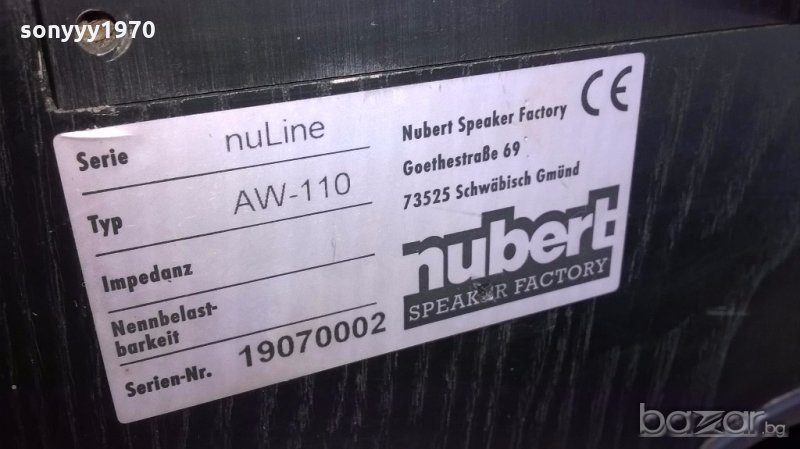 sonyyy1970
Serie nuLine
Typ AW-110
Impedanz
Nennbelast-
barkeit
Serien-Nr. 19070002
Nubert Speaker Factory
Goethestraße 69
73525 Schwäbisch Gmünd
CE
nubert
SPEAKER FACTORY
bazar.bg